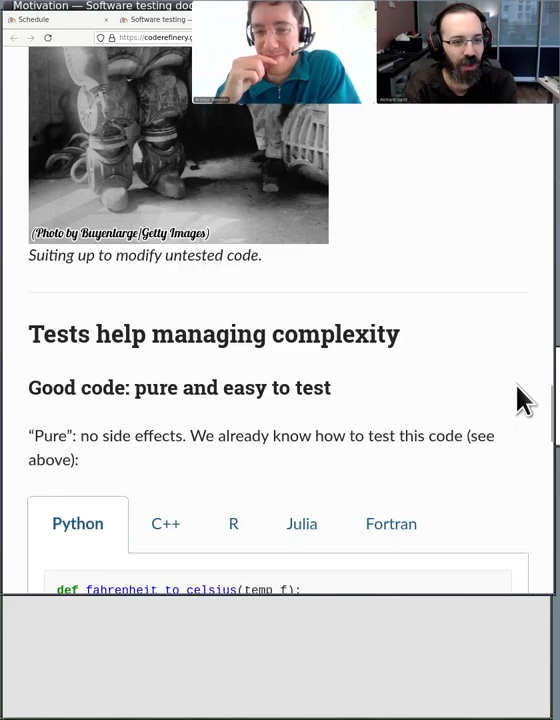 Motivation — Software testing doc
Schedule
Software testing —
https://coderefinery.g
(Photo by Buyenlarge/Getty Images)
Suiting up to modify untested code.
Tests help managing complexity
Good code: pure and easy to test
“Pure”: no side effects. We already know how to test this code (see
above):
Python C++ R Julia Fortran
def fahrenheit_to_celsius(temp_f):